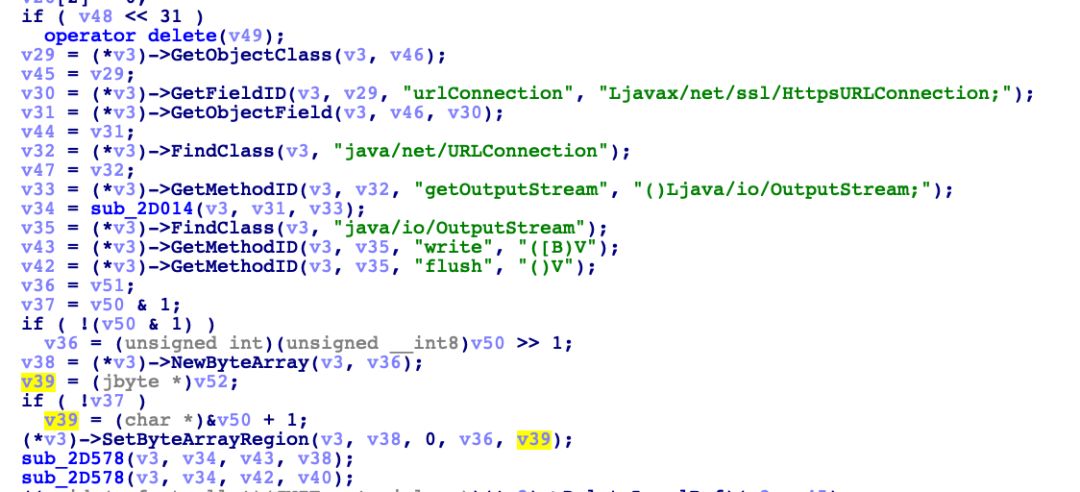 if ( v48 << 31 )
operator delete(v49);
v29 = (*v3)->GetObjectClass(v3, v46);
v45 = v29;
v30 = (*v3)->GetFieldID(v3, v29, "urlConnection", "Ljavax/net/ssl/HttpsURLConnection;");
v31 = (*v3)->GetObjectField(v3, v46, v30);
v44 = v31;
v32 = (*v3)->FindClass(v3, "java/net/URLConnection");
v47 = v32;
v33 = (*v3)->GetMethodID(v3, v32, "getOutputStream", "()Ljava/io/OutputStream;");
v34 = sub_2D014(v3, v31, v33);
v35 = (*v3)->FindClass(v3, "java/io/OutputStream");
v43 = (*v3)->GetMethodID(v3, v35, "write", "([B)V");
v42 = (*v3)->GetMethodID(v3, v35, "flush", "()V");
v36 = v51;
v37 = v50 & 1;
if ( !(v50 & 1) )
v36 = (unsigned int)(unsigned __int8)v50 >> 1;
v38 = (*v3)->NewByteArray(v3, v36);
v39 = (jbyte *)v52;
if ( !v37 )
v39 = (char *)&v50 + 1;
(*v3)->SetByteArrayRegion(v3, v38, 0, v36, v39);
sub_2D578(v3, v34, v43, v38);
sub_2D578(v3, v34, v42, v40);